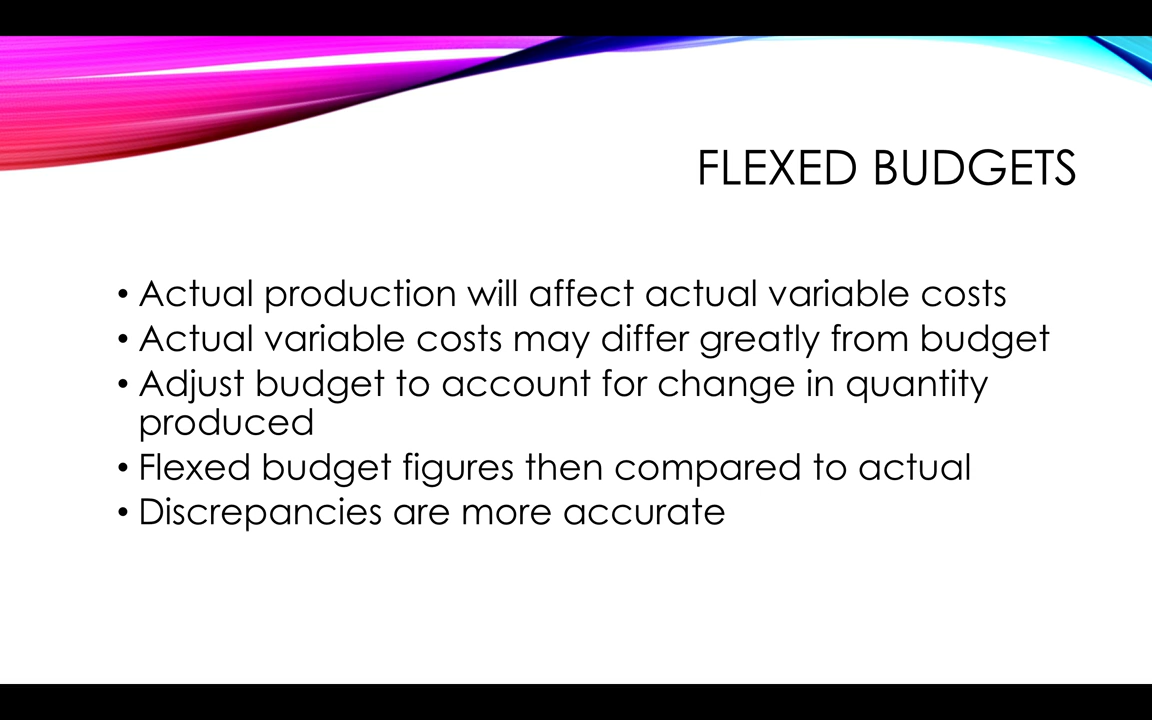 FLEXED BUDGETS
• Actual production will affect actual variable costs
• Actual variable costs may differ greatly from budget
• Adjust budget to account for change in quantity
produced
• Flexed budget figures then compared to actual
• Discrepancies are more accurate